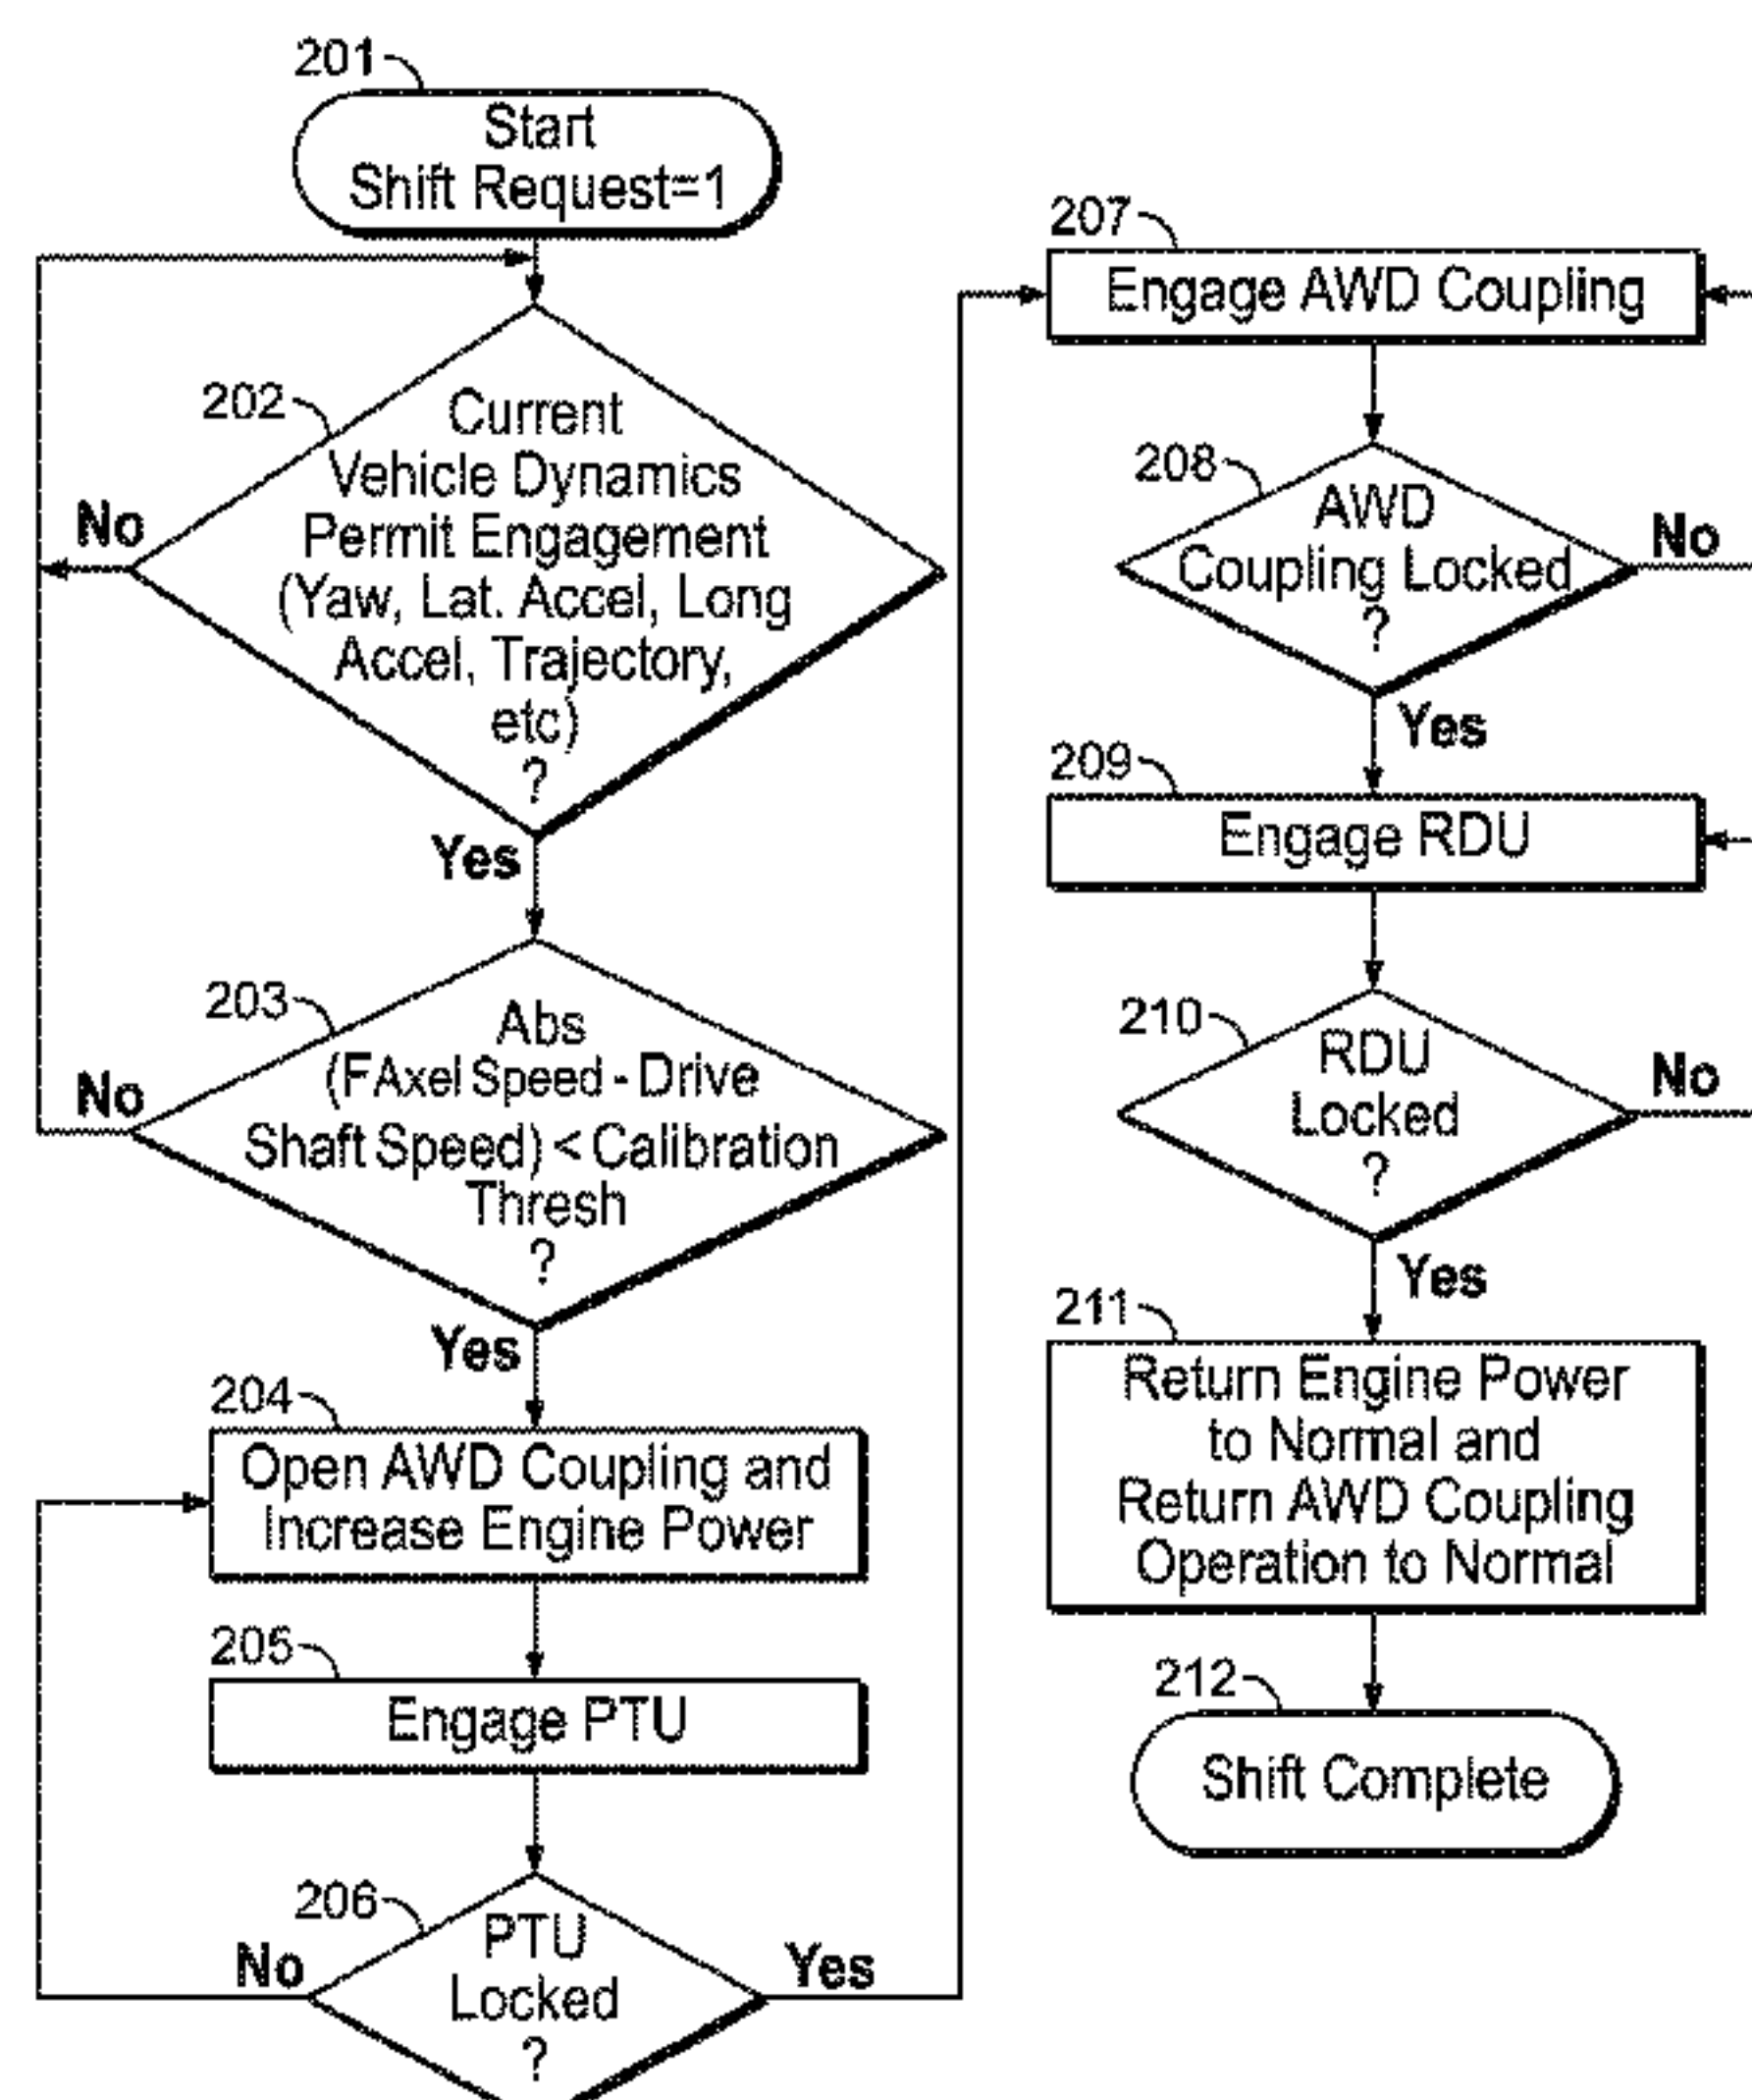 201
Start
Shift Request=1
202
Current
Vehicle Dynamics
Permit Engagement
(Yaw, Lat. Accel, Long
Accel, Trajectory,
etc)
?
No
Yes
203
Abs
(FAxel Speed - Drive
Shaft Speed) < Calibration
Thresh
?
No
Yes
204
Open AWD Coupling and
Increase Engine Power
205
Engage PTU
206
PTU
Locked
?
No
Yes
207
Engage AWD Coupling
208
AWD
Coupling Locked
?
No
Yes
209
Engage RDU
210
RDU
Locked
?
No
Yes
211
Return Engine Power
to Normal and
Return AWD Coupling
Operation to Normal
212
Shift Complete